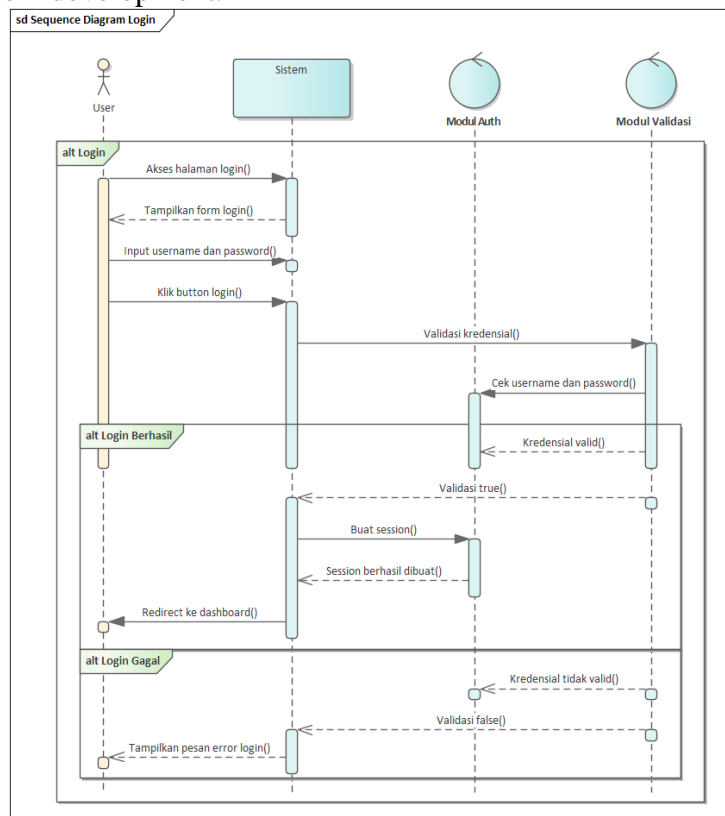 sd Sequence Diagram Login
User
Sistem
Modul Auth
Modul Validasi
alt Login
Akses halaman login()
Tampilkan form login()
Input username dan password()
Klik button login()
Validasi kredensial()
Cek username dan password()
alt Login Berhasil
Kredensial valid()
Validasi true()
Buat session()
Session berhasil dibuat()
Redirect ke dashboard()
alt Login Gagal
Kredensial tidak valid()
Validasi false()
Tampilkan pesan error login()